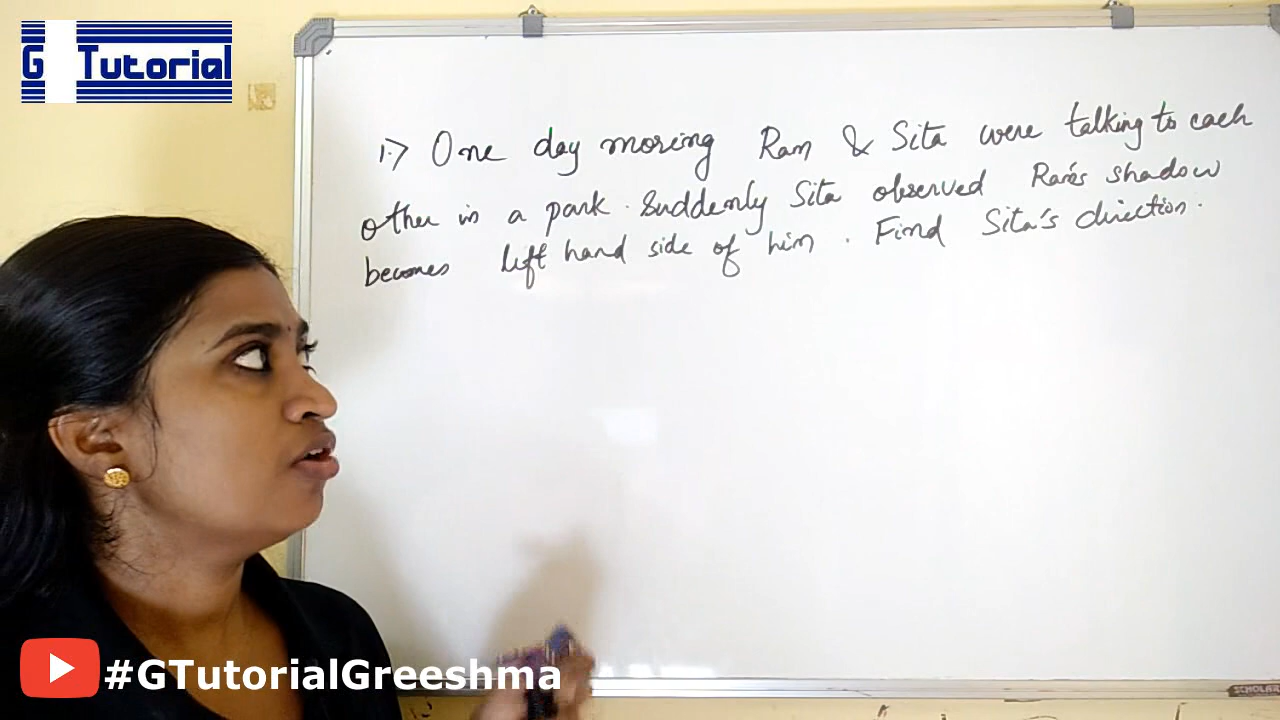 G Tutorial
1.> One day moreing Ram & Sita were talking to each
other in a park. Suddenly Sita observed Ram's shadow
becomes left hand side of him. Find Sita's direction.
#GTutorialGreeshma